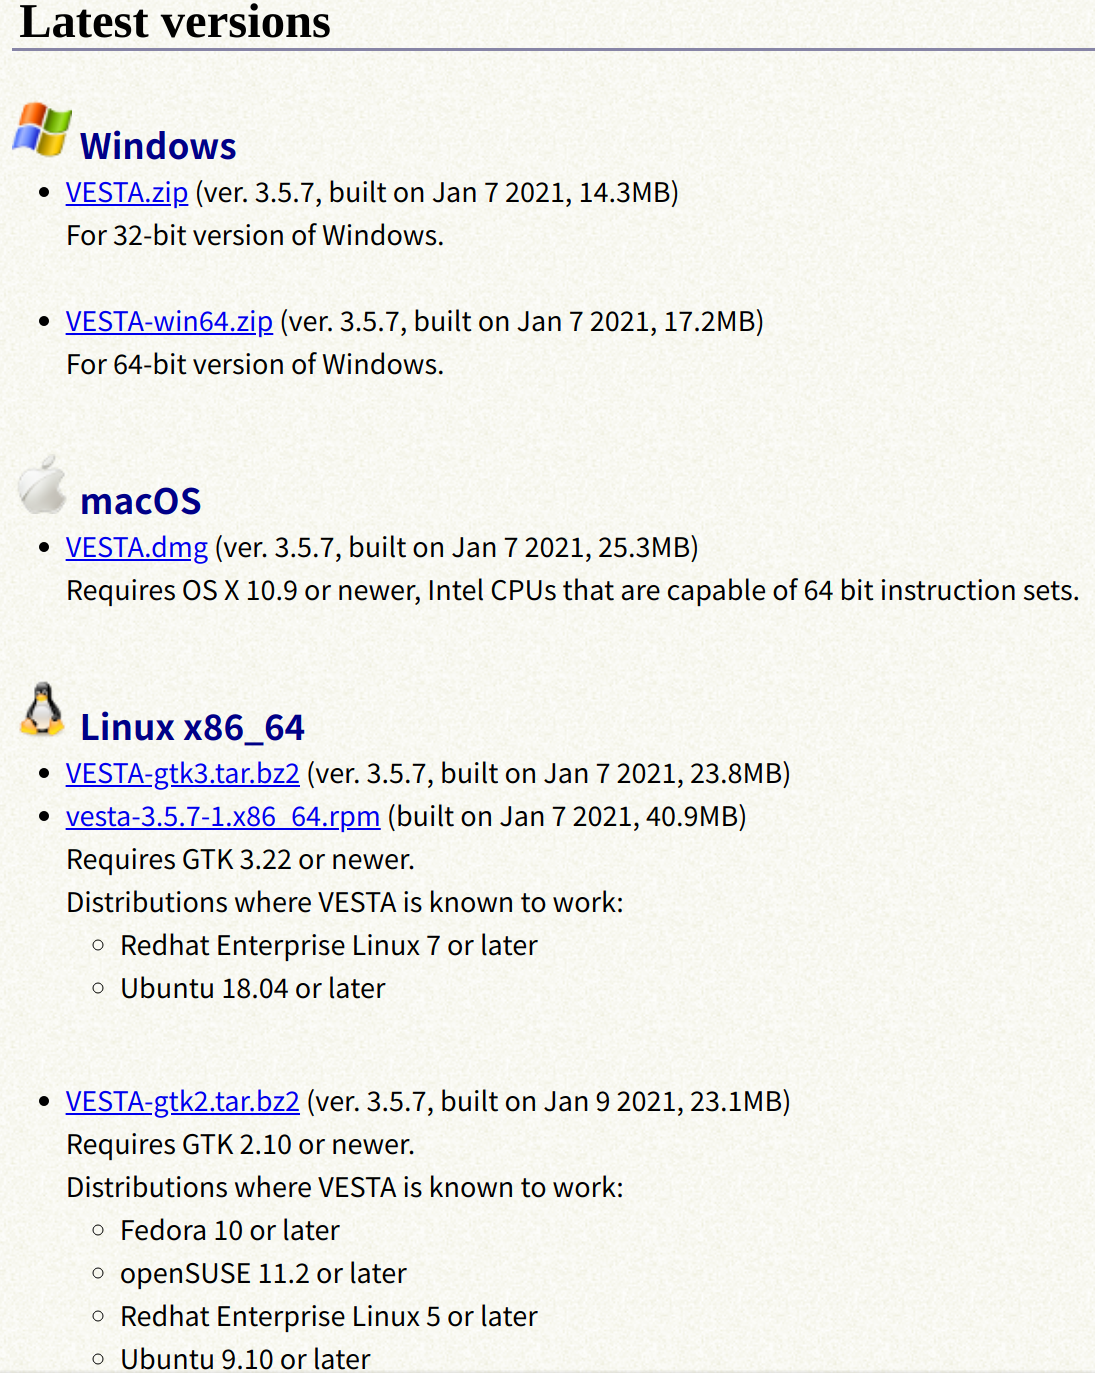 Latest versions
Windows
VESTA.zip (ver. 3.5.7, built on Jan 7 2021, 14.3MB)
For 32-bit version of Windows.
VESTA-win64.zip (ver. 3.5.7, built on Jan 7 2021, 17.2MB)
For 64-bit version of Windows.
macOS
VESTA.dmg (ver. 3.5.7, built on Jan 7 2021, 25.3MB)
Requires OS X 10.9 or newer, Intel CPUs that are capable of 64 bit instruction sets.
Linux x86_64
VESTA-gtk3.tar.bz2 (ver. 3.5.7, built on Jan 7 2021, 23.8MB)
vesta-3.5.7-1.x86_64.rpm (built on Jan 7 2021, 40.9MB)
Requires GTK 3.22 or newer.
Distributions where VESTA is known to work:
Redhat Enterprise Linux 7 or later
Ubuntu 18.04 or later
VESTA-gtk2.tar.bz2 (ver. 3.5.7, built on Jan 9 2021, 23.1MB)
Requires GTK 2.10 or newer.
Distributions where VESTA is known to work:
Fedora 10 or later
openSUSE 11.2 or later
Redhat Enterprise Linux 5 or later
Ubuntu 9.10 or later